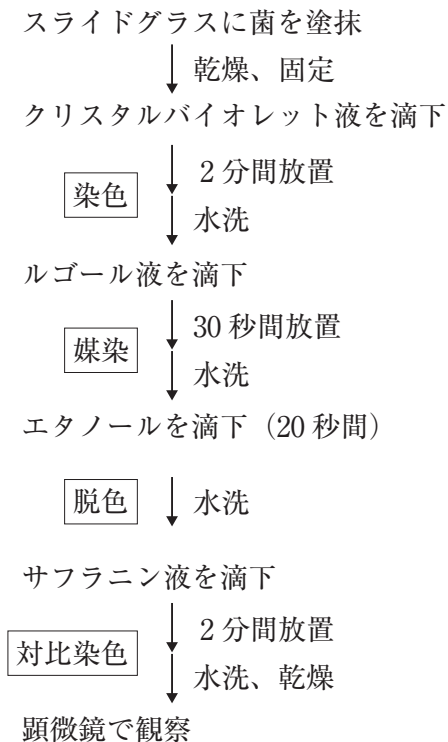 スライドグラスに菌を塗抹
乾燥、固定
クリスタルバイオレット液を滴下
2分間放置
染色
水洗
ルゴール液を滴下
30秒間放置
媒染
水洗
エタノールを滴下（20秒間）
脱色 水洗
サフラニン液を滴下
2分間放置
対比染色
水洗、乾燥
顕微鏡で観察